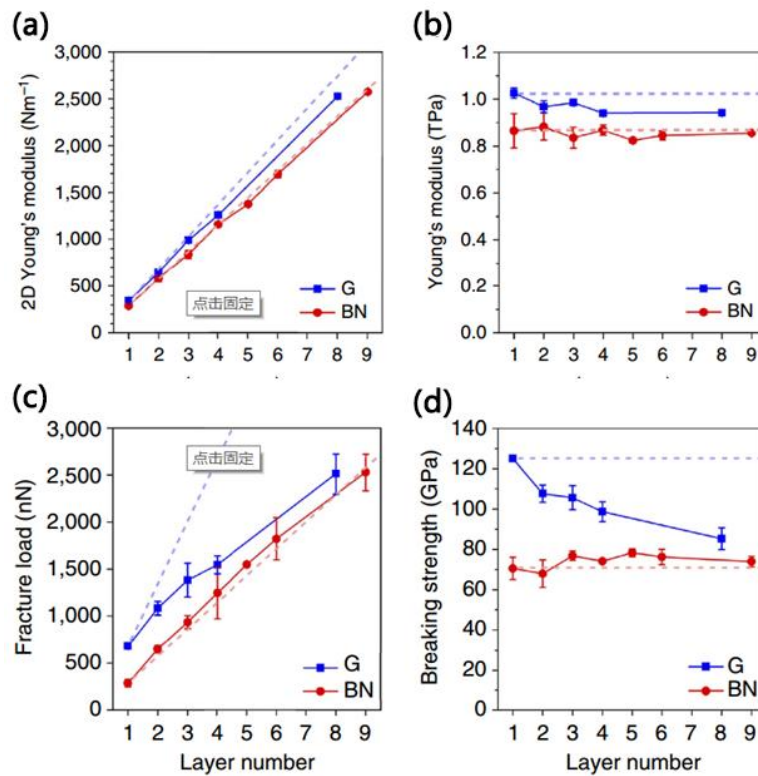 (a)
2D Young's modulus (Nm⁻¹)
3,000
2,500
2,000
1,500
1,000
500
0
点击固定
G
BN
1 2 3 4 5 6 7 8 9
(b)
Young's modulus (TPa)
1.2
1.0
0.8
0.6
0.4
0.2
0.0
G
BN
1 2 3 4 5 6 7 8 9
(c)
Fracture load (nN)
3,000
2,500
2,000
1,500
1,000
500
0
点击固定
G
BN
1 2 3 4 5 6 7 8 9
Layer number
(d)
Breaking strength (GPa)
140
120
100
80
60
40
20
0
G
BN
1 2 3 4 5 6 7 8 9
Layer number